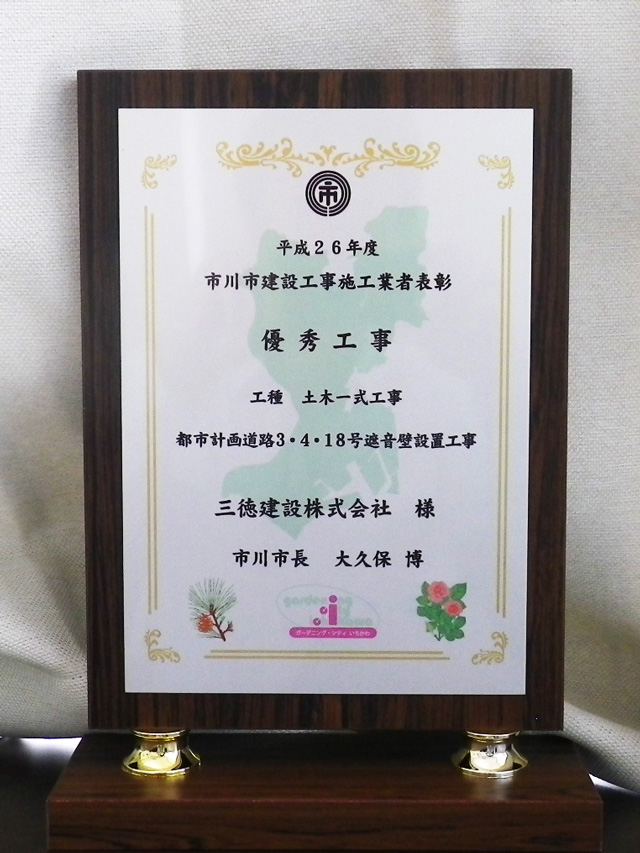 市
平成26年度
市川市建設工事施工業者表彰
優秀工事
工種 土木一式工事
都市計画道路3・4・18号遮音壁設置工事
三徳建設株式会社 様
市川市長 大久保 博
gardening
i
ガーデニング・シティ いちかわ